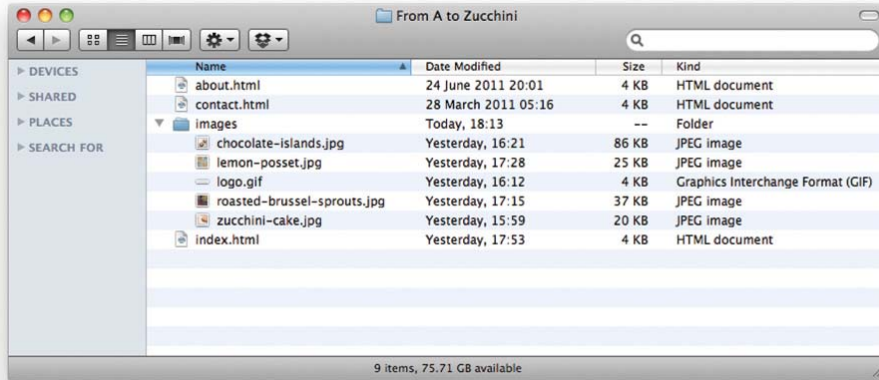 From A to Zucchini
DEVICES
SHARED
PLACES
SEARCH FOR
Name Date Modified Size Kind
about.html 24 June 2011 20:01 4 KB HTML document
contact.html 28 March 2011 05:16 4 KB HTML document
images Today, 18:13 -- Folder
chocolate-islands.jpg Yesterday, 16:21 86 KB JPEG image
lemon-posset.jpg Yesterday, 17:28 25 KB JPEG image
logo.gif Yesterday, 16:12 4 KB Graphics Interchange Format (GIF)
roasted-brussel-sprouts.jpg Yesterday, 17:15 37 KB JPEG image
zucchini-cake.jpg Yesterday, 15:59 20 KB JPEG image
index.html Yesterday, 17:53 4 KB HTML document
9 items, 75.71 GB available